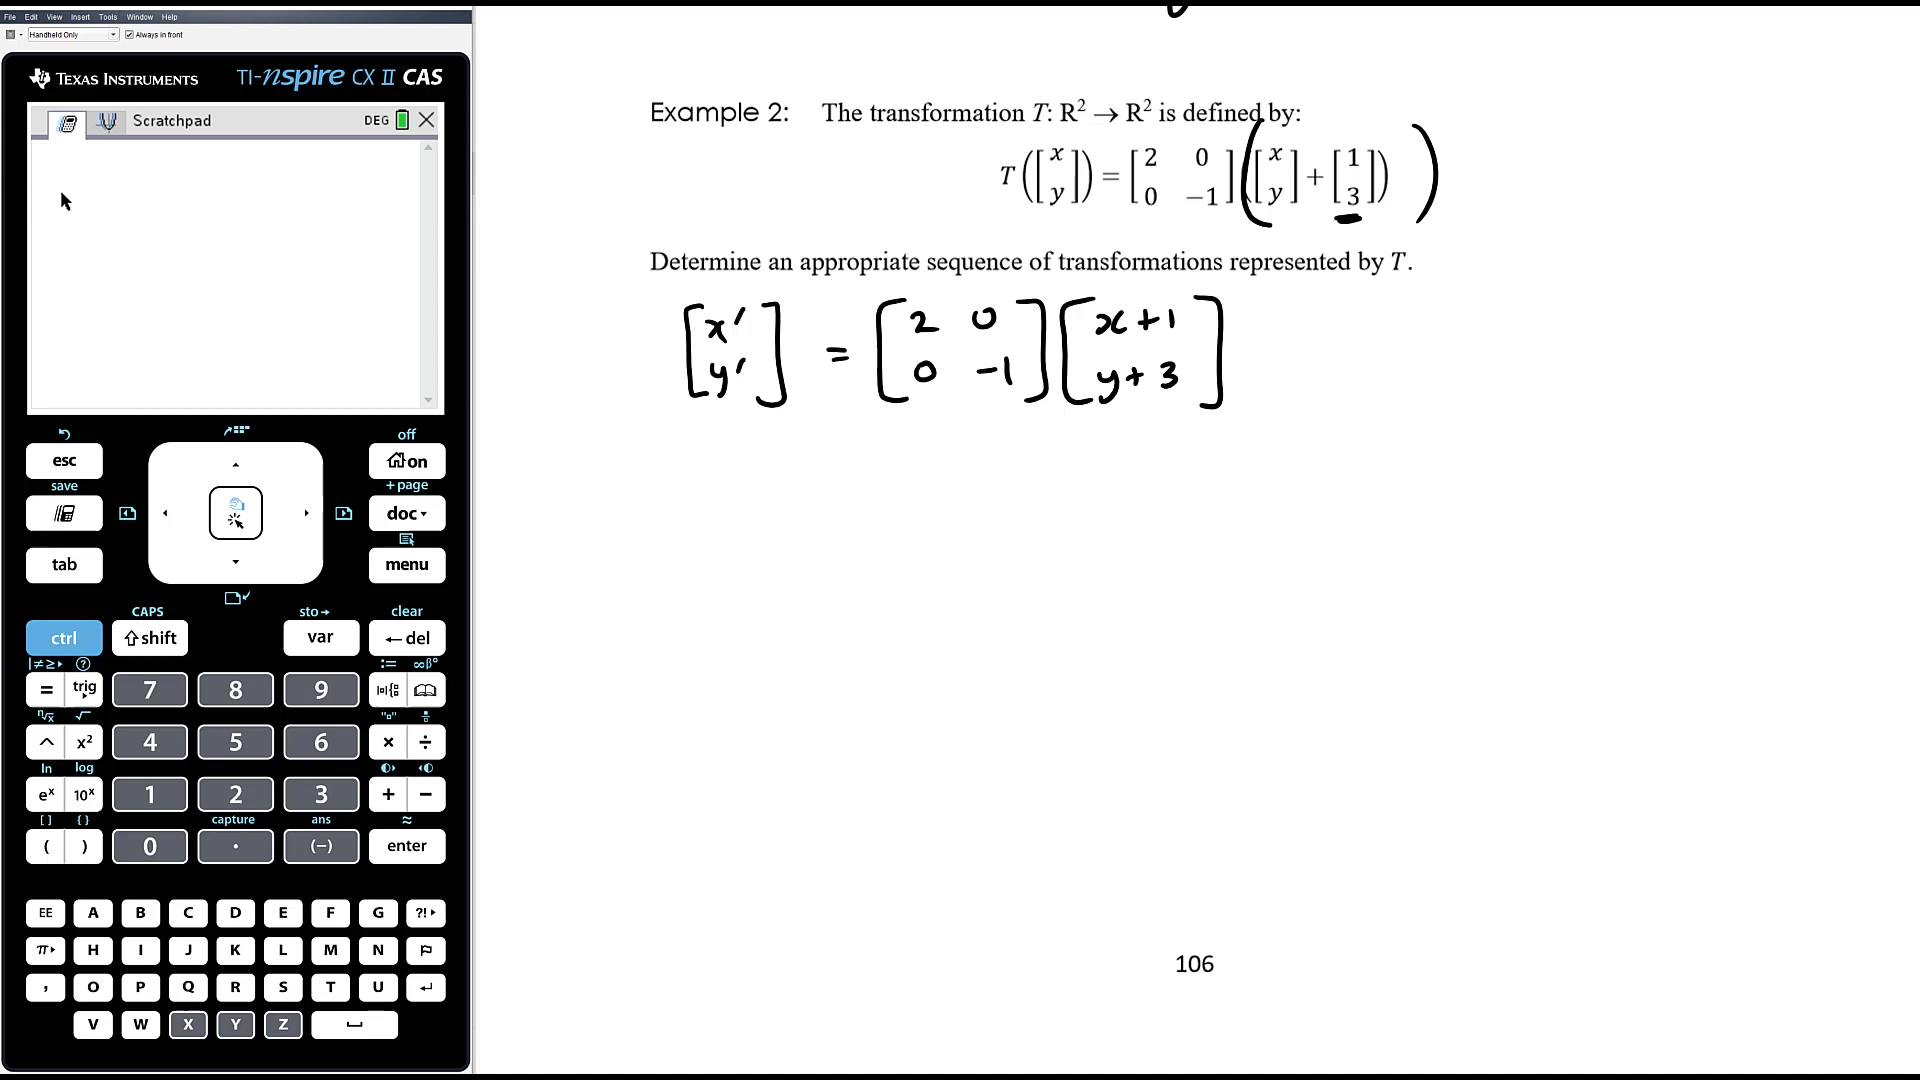 File Edit View Insert Tools Window Help
Handheld Only Always in front
TEXAS INSTRUMENTS TI-nspire CX II CAS
Scratchpad DEG
off
esc on
save + page
doc
tab menu
CAPS sto→ clear
ctrl ⇧shift var ←del
|≠≥▸ ? := ∞β°
= trig 7 8 9 |□|{
ⁿ√x √ "□"
^ x² 4 5 6 × ÷
ln log
eˣ 10ˣ 1 2 3 + −
[ ] { } capture ans ≈
( ) 0 . (−) enter
EE A B C D E F G ?!▸
π▸ H I J K L M N
, O P Q R S T U ↵
V W X Y Z
Example 2: The transformation T: R² → R² is defined by:
T([x y]) = [2 0 0 −1]([x y] + [1 3])
Determine an appropriate sequence of transformations represented by T.
[x′ y′] = [2 0 0 -1][x+1 y+3]
106